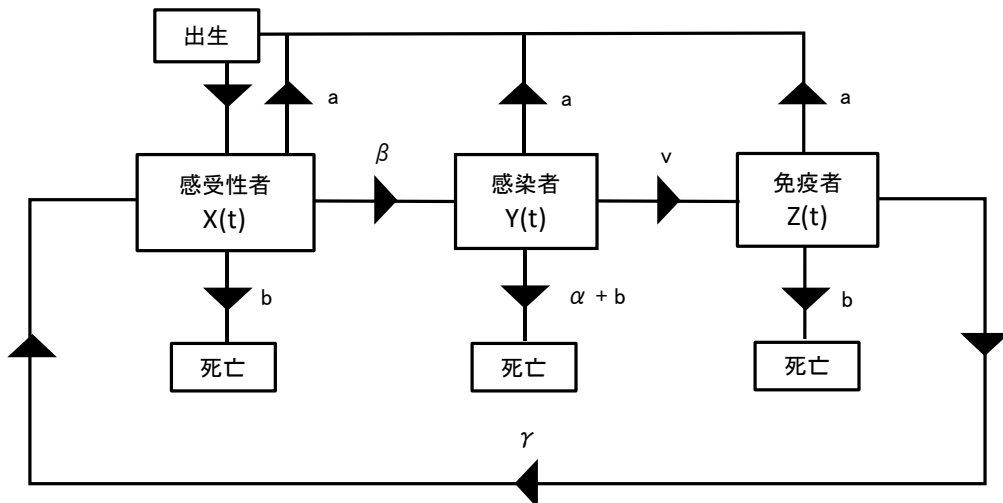 出生
a
a
a
感受性者
X(t)
β
感染者
Y(t)
v
免疫者
Z(t)
b
α + b
b
死亡
死亡
死亡
γ